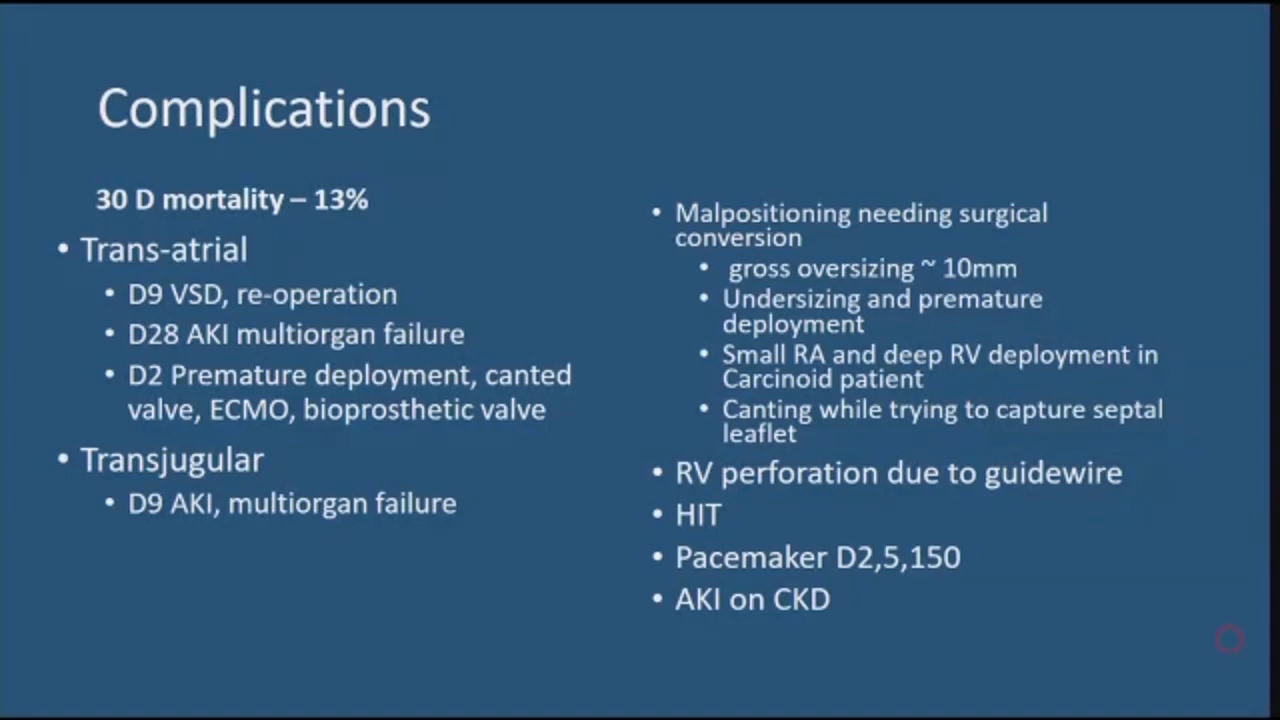 Complications
30 D mortality – 13%
• Trans-atrial
• D9 VSD, re-operation
• D28 AKI multiorgan failure
• D2 Premature deployment, canted
valve, ECMO, bioprosthetic valve
• Transjugular
• D9 AKI, multiorgan failure
• Malpositioning needing surgical
conversion
• gross oversizing ~ 10mm
• Undersizing and premature
deployment
• Small RA and deep RV deployment in
Carcinoid patient
• Canting while trying to capture septal
leaflet
• RV perforation due to guidewire
• HIT
• Pacemaker D2,5,150
• AKI on CKD